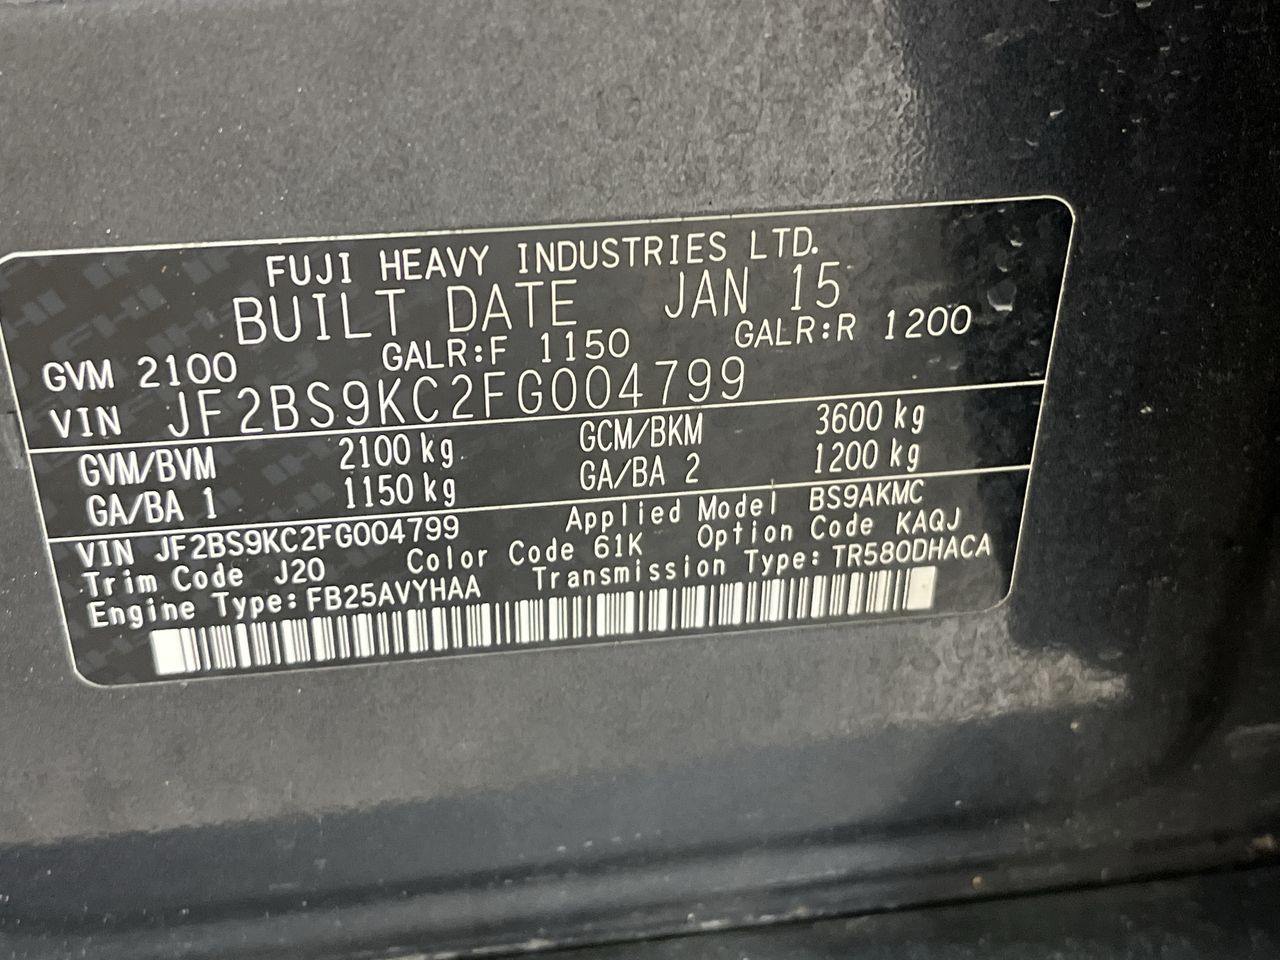 FUJI HEAVY INDUSTRIES LTD.
BUILT DATE JAN 15
GVM 2100 GALR:F 1150 GALR:R 1200
VIN JF2BS9KC2FG004799
GVM/BVM 2100 kg GCM/BKM 3600 kg
GA/BA 1 1150 kg GA/BA 2 1200 kg
VIN JF2BS9KC2FG004799 Applied Model BS9AKMC
Trim Code J20 Color Code 61K Option Code KAQJ
Engine Type:FB25AVYHAA Transmission Type:TR580DHACA